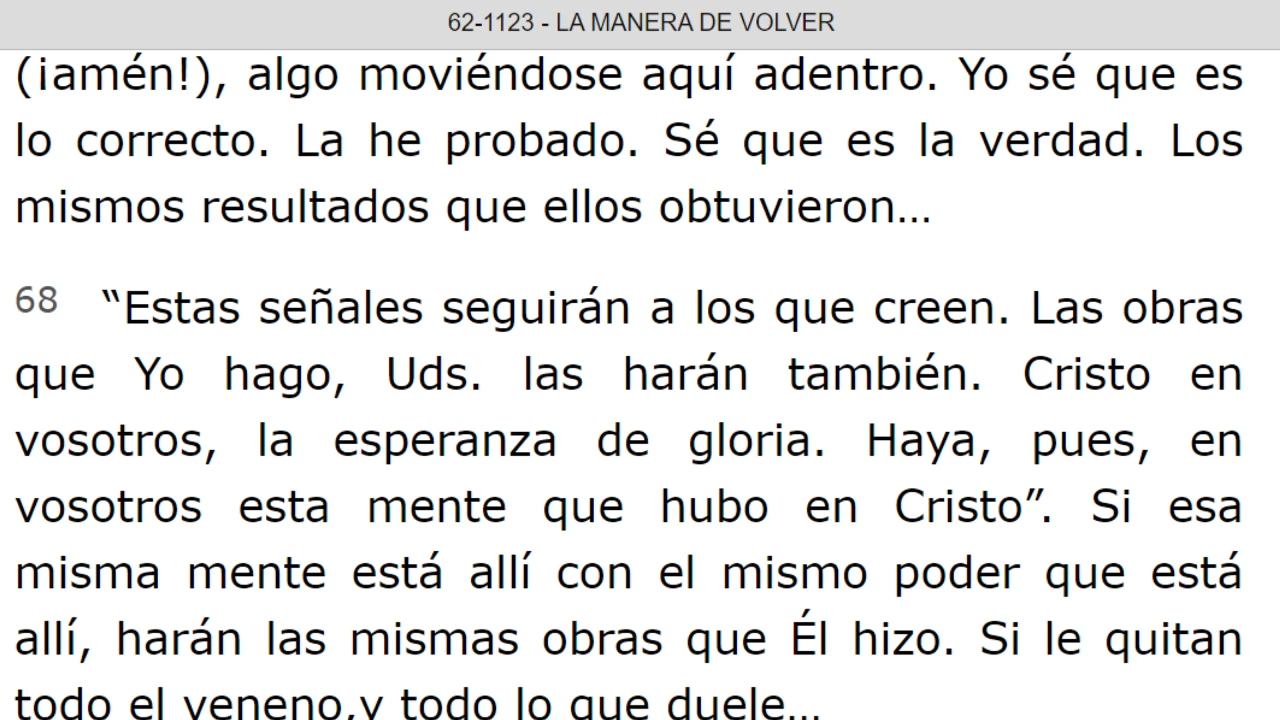 62-1123 - LA MANERA DE VOLVER
(¡amén!), algo moviéndose aquí adentro. Yo sé que es
lo correcto. La he probado. Sé que es la verdad. Los
mismos resultados que ellos obtuvieron…
68 “Estas señales seguirán a los que creen. Las obras
que Yo hago, Uds. las harán también. Cristo en
vosotros, la esperanza de gloria. Haya, pues, en
vosotros esta mente que hubo en Cristo”. Si esa
misma mente está allí con el mismo poder que está
allí, harán las mismas obras que Él hizo. Si le quitan
todo el veneno,y todo lo que duele…